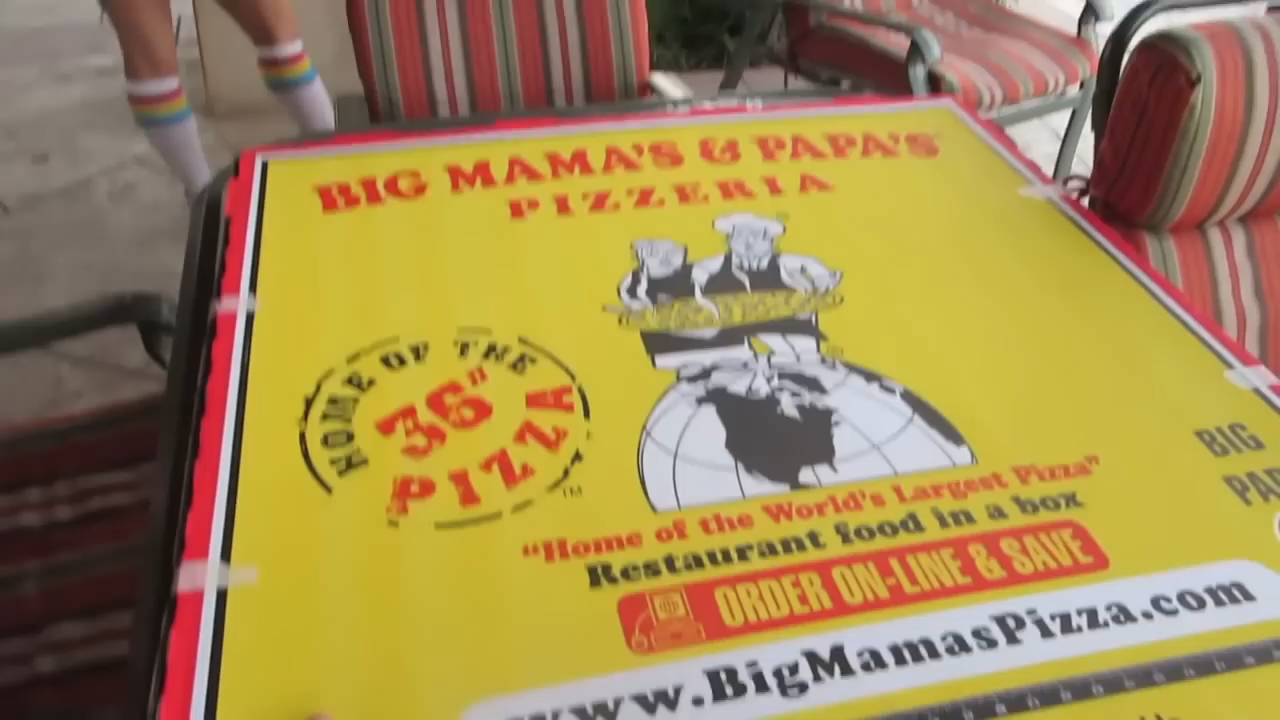 BIG MAMA'S & PAPA'S
PIZZERIA
HOME OF THE
36"
PIZZA
TM
"Home of the World's Largest Pizza"
Restaurant food in a box
ORDER ON-LINE & SAVE
www.BigMamasPizza.com
BIG